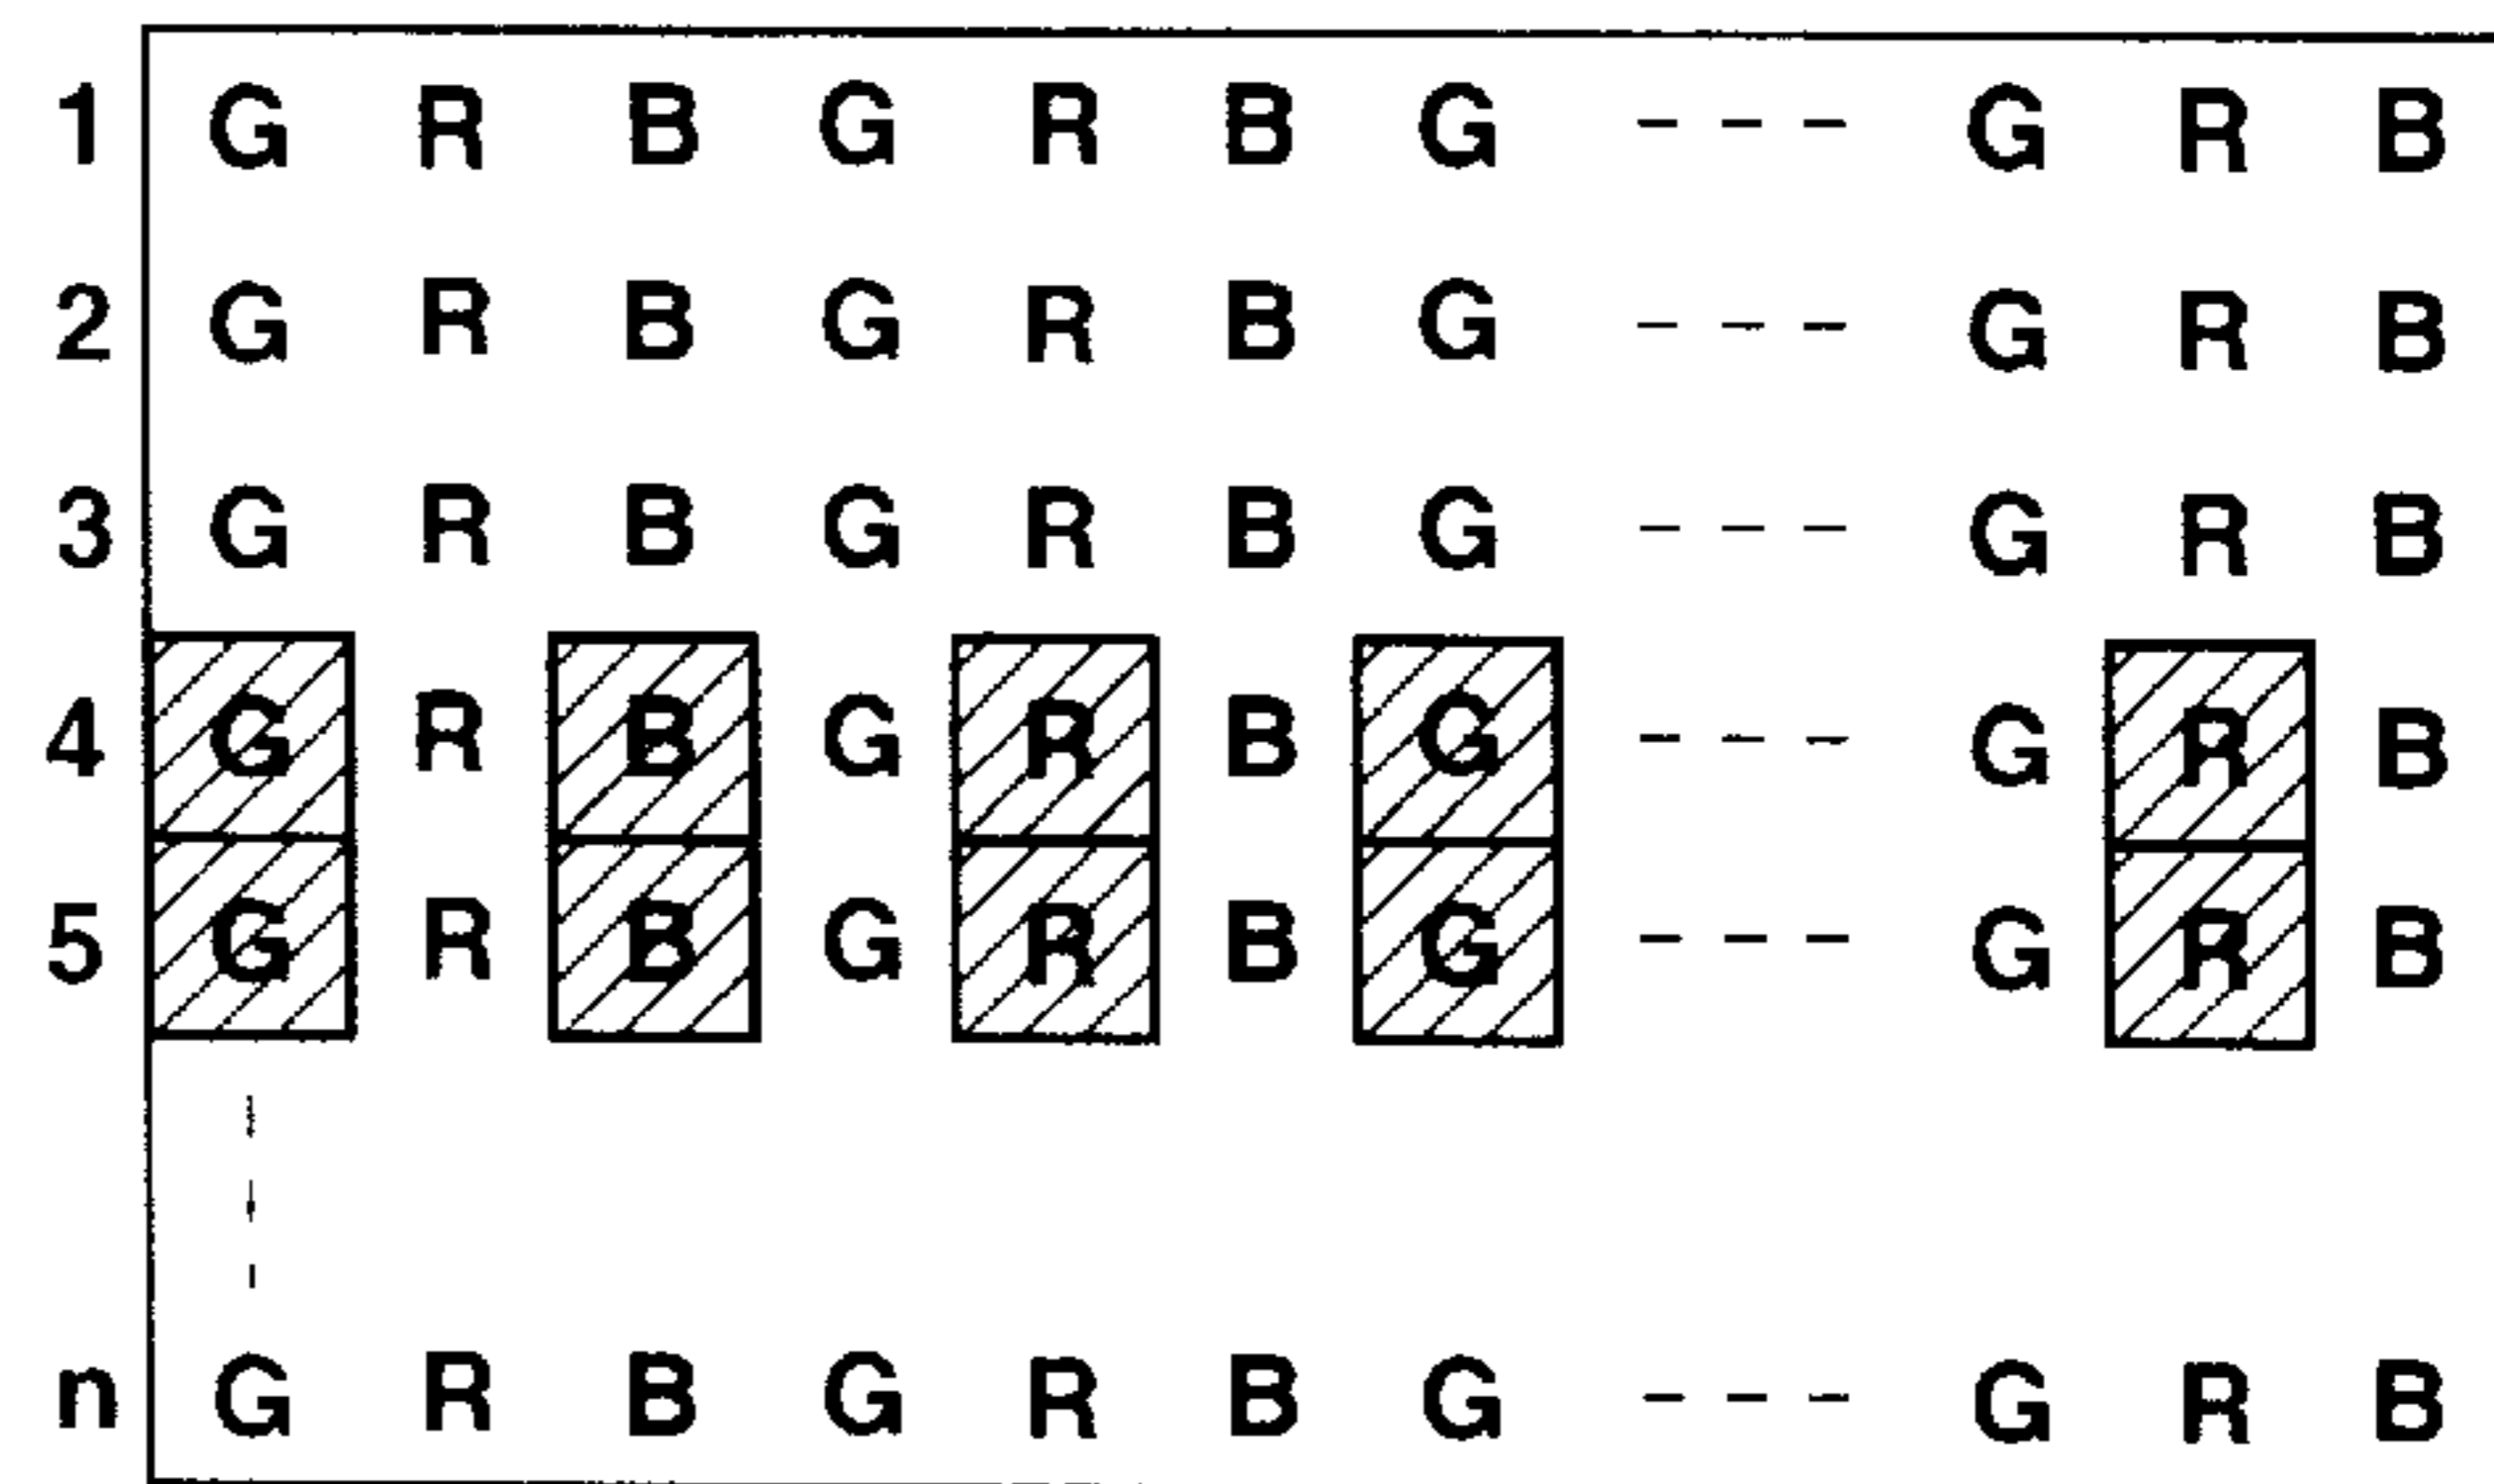 1 G R B G R B G - - - G R B
2 G R B G R B G - - - G R B
3 G R B G R B G - - - G R B
4 G R B G R B G - - - G R B
5 G R B G R B G - - - G R B
n G R B G R B G - - - G R B